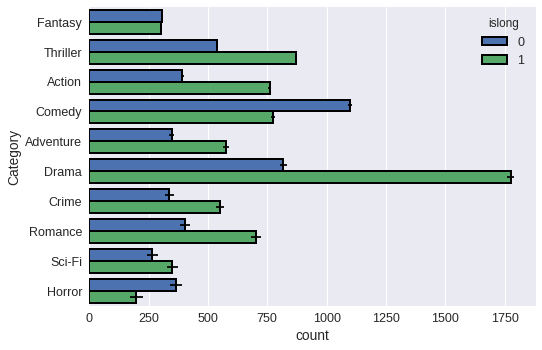 Category
Fantasy
Thriller
Action
Comedy
Adventure
Drama
Crime
Romance
Sci-Fi
Horror
islong
0
1
0 250 500 750 1000 1250 1500 1750
count